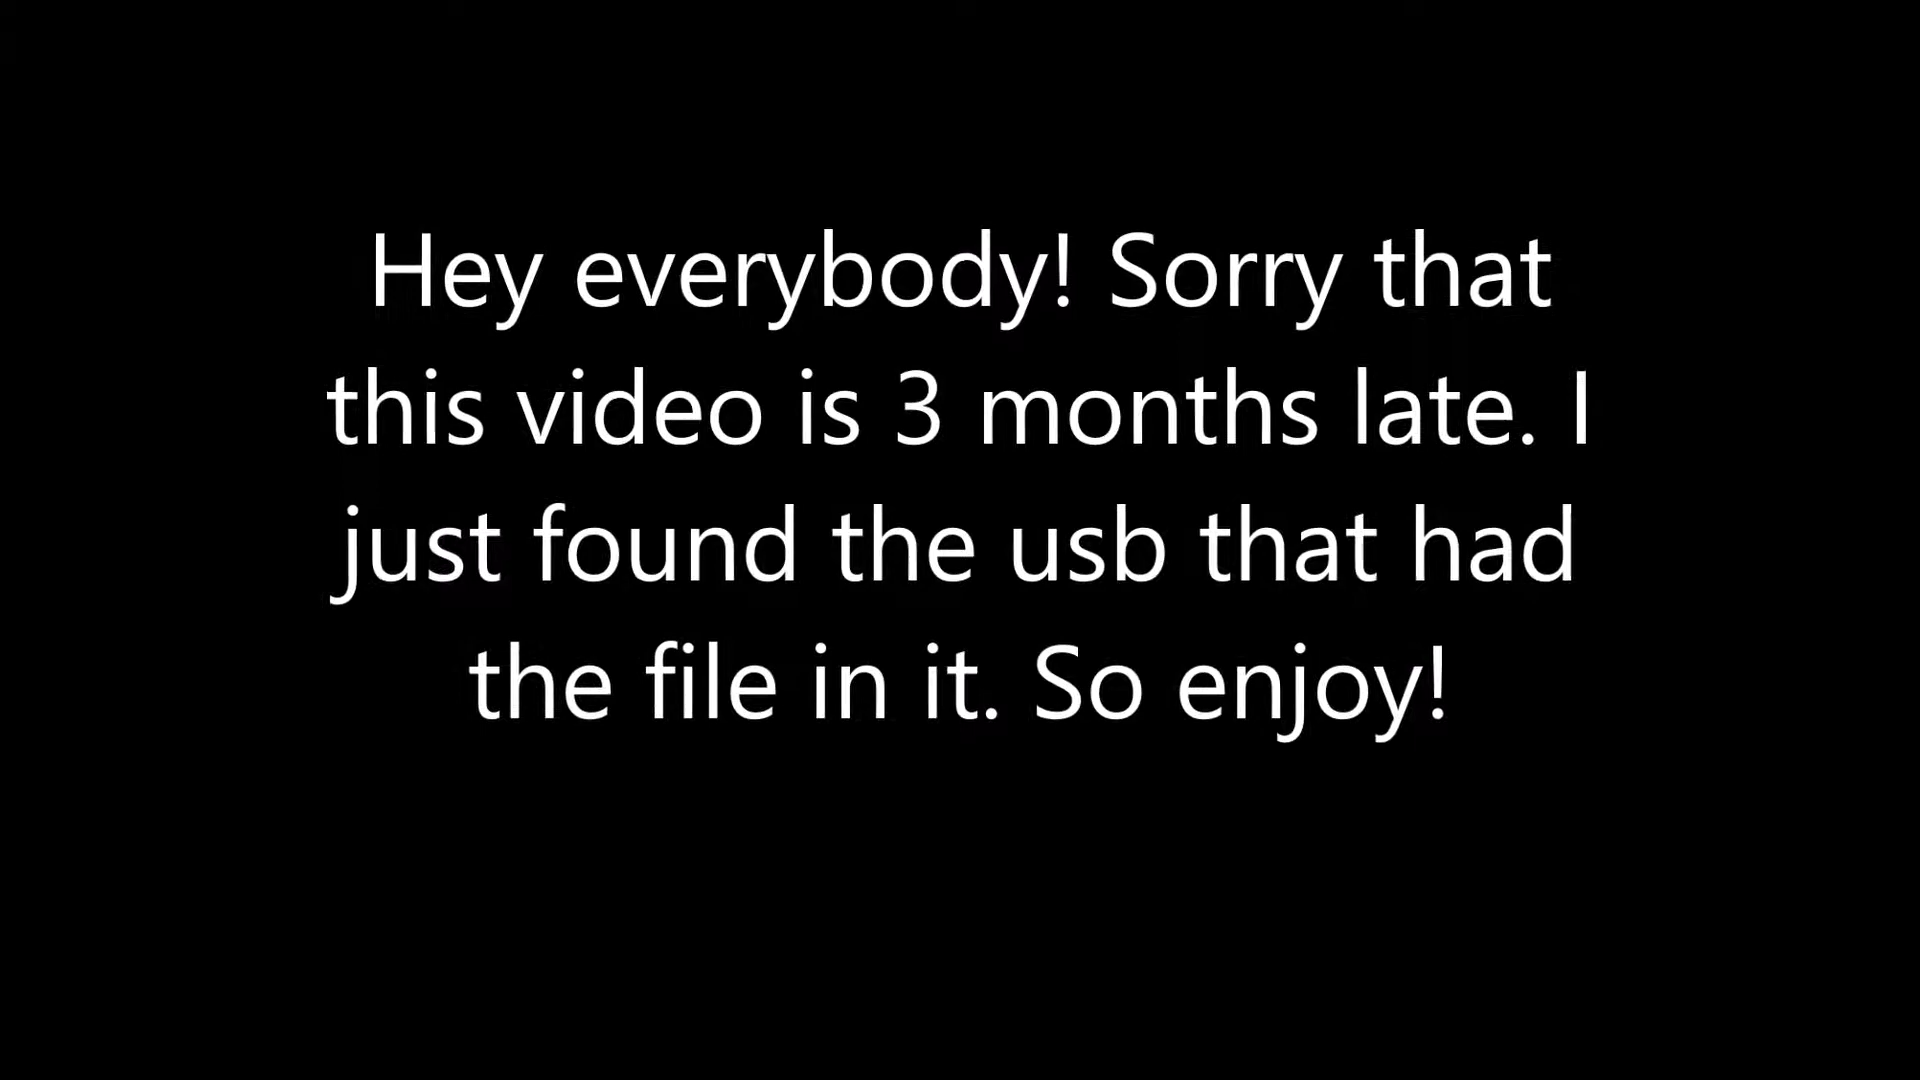 Hey everybody! Sorry that
this video is 3 months late. I
just found the usb that had
the file in it. So enjoy!